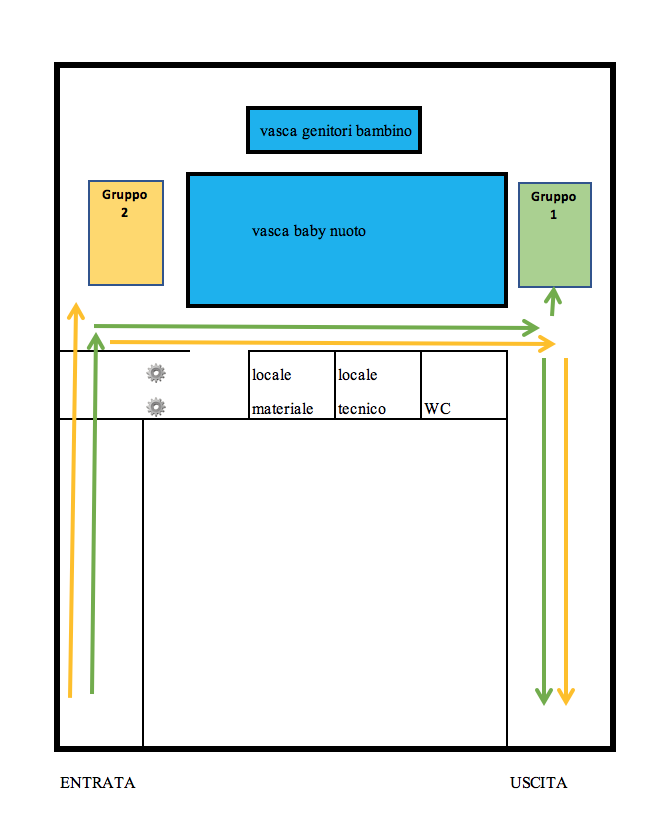 vasca genitori bambino
Gruppo
2
vasca baby nuoto
Gruppo
1
locale
materiale
locale
tecnico
WC
ENTRATA
USCITA